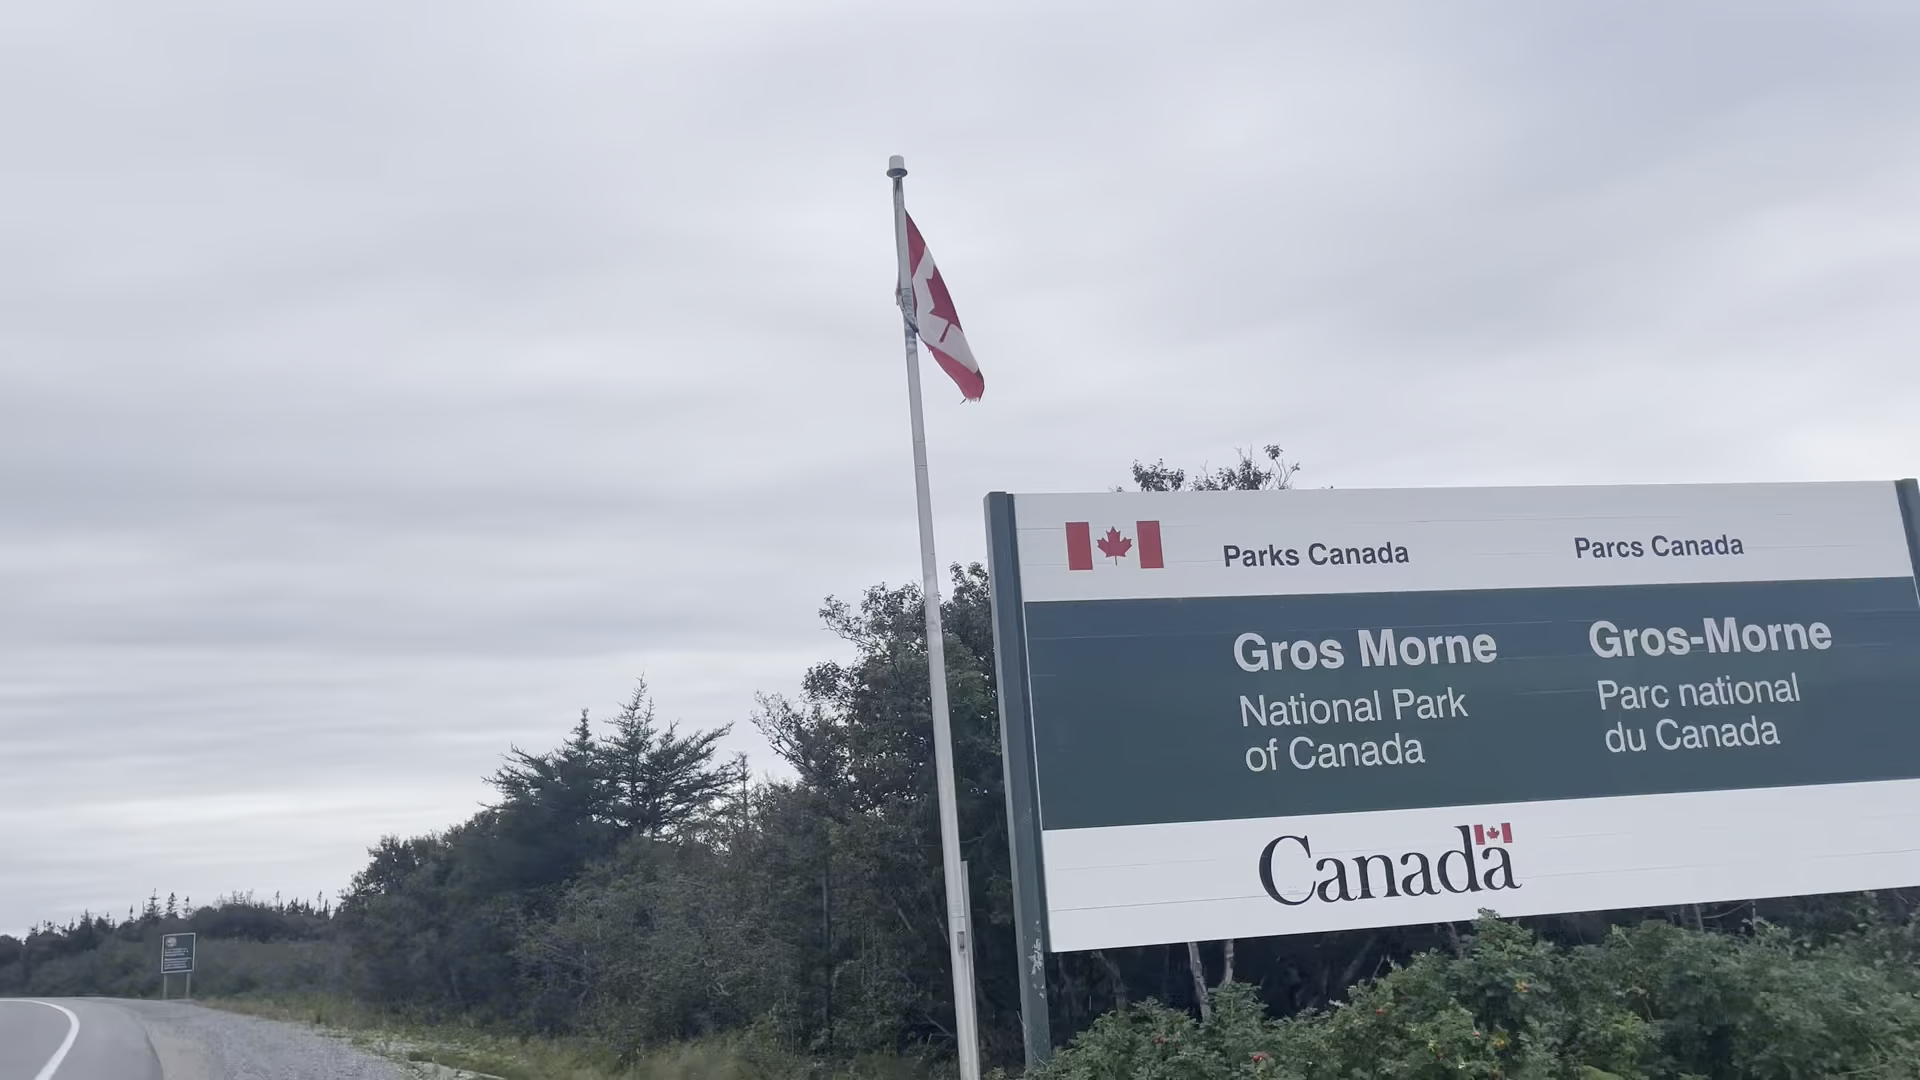 Parks Canada
Parcs Canada
Gros Morne
National Park
of Canada
Gros-Morne
Parc national
du Canada
Canada